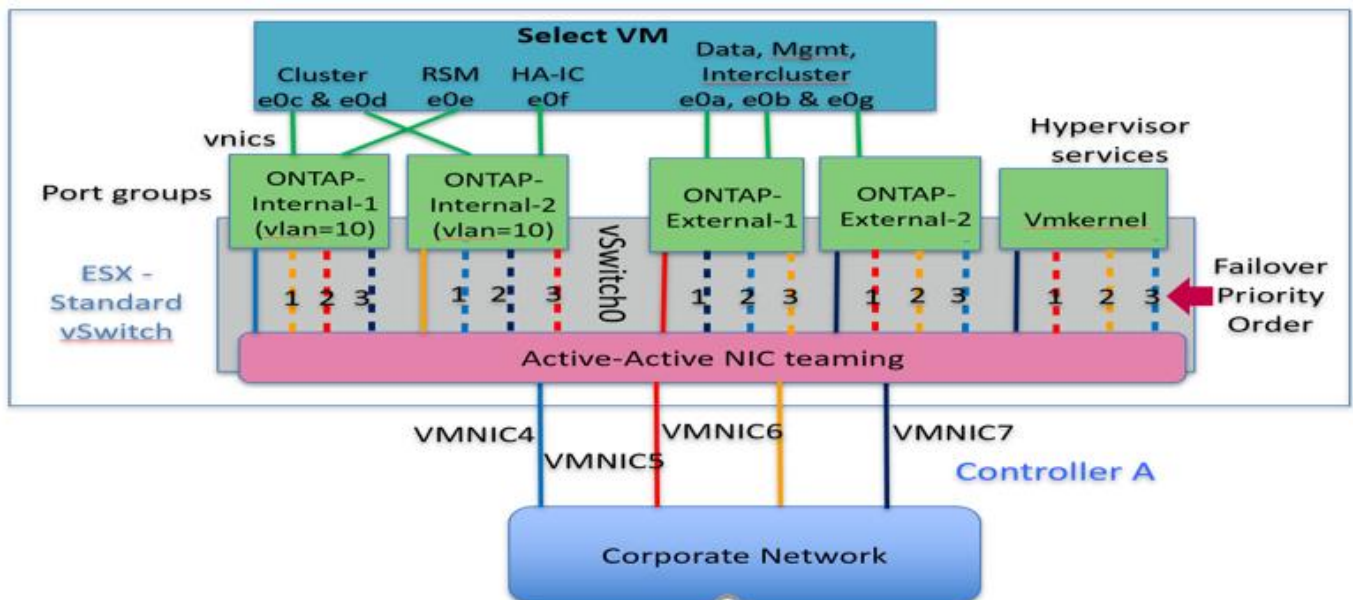 Select VM
Cluster
e0c & e0d
RSM
e0e
HA-IC
e0f
Data, Mgmt,
Intercluster
e0a, e0b & e0g
vnics
Hypervisor
services
Port groups
ONTAP-
Internal-1
(vlan=10)
ONTAP-
Internal-2
(vlan=10)
ONTAP-
External-1
ONTAP-
External-2
Vmkernel
ESX -
Standard
vSwitch
vSwitch0
1 2 3
1 2 3
1 2 3
1 2 3
1 2 3
Failover
Priority
Order
Active-Active NIC teaming
VMNIC4
VMNIC5
VMNIC6
VMNIC7
Controller A
Corporate Network